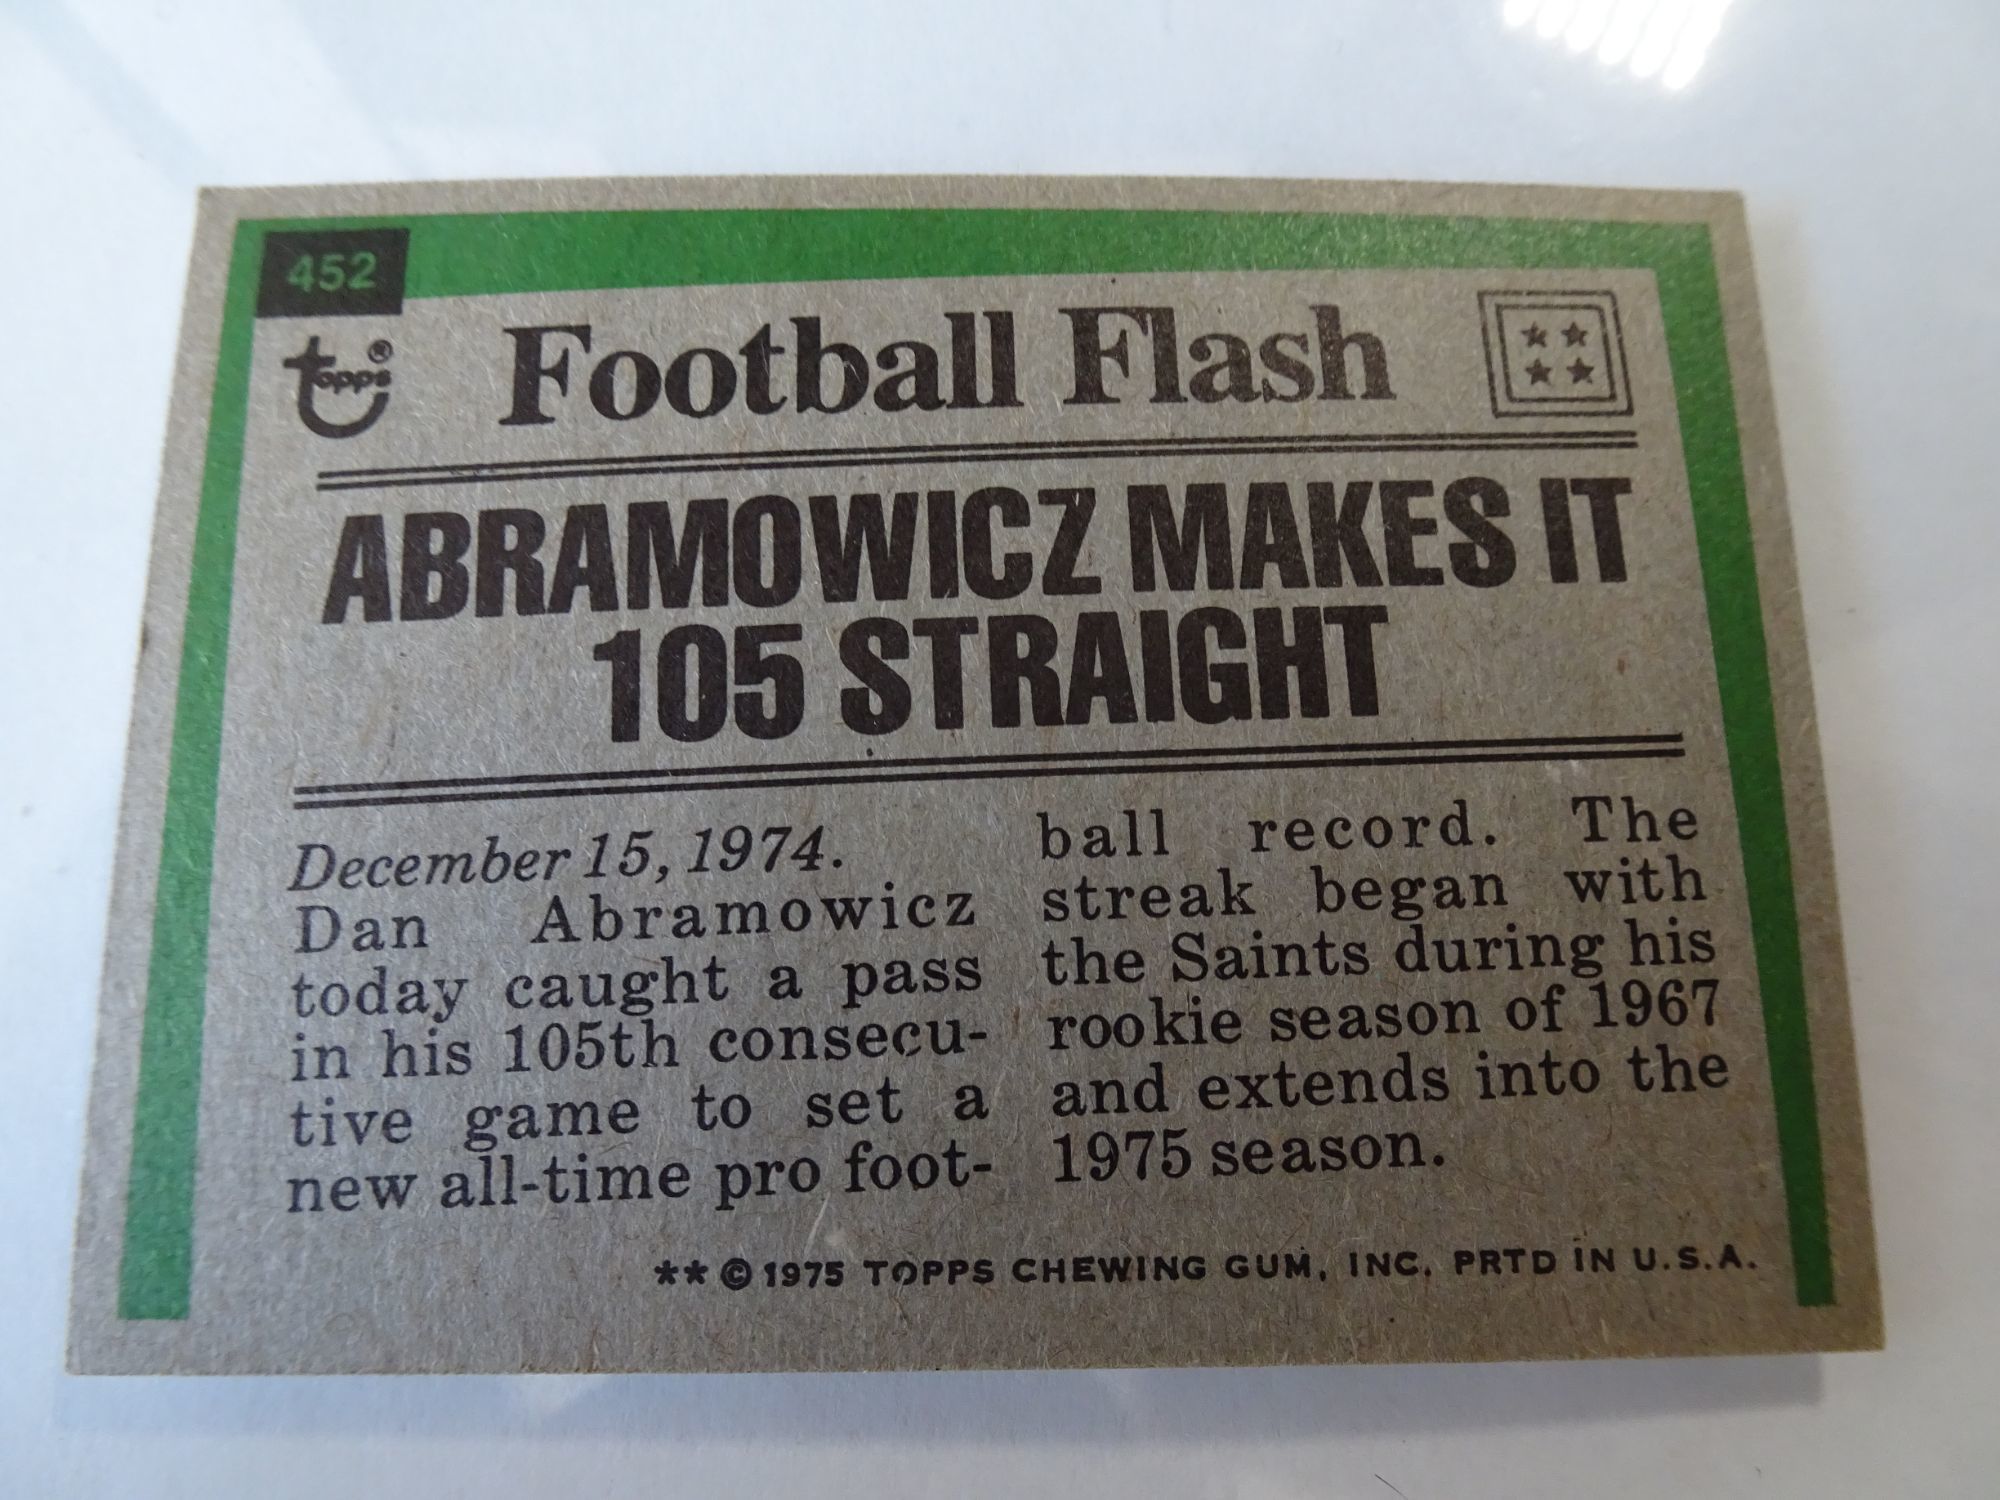 452
topps®
Football Flash
ABRAMOWICZ MAKES IT
105 STRAIGHT
December 15, 1974.
Dan Abramowicz
today caught a pass
in his 105th consecu-
tive game to set a
new all-time pro foot-
ball record. The
streak began with
the Saints during his
rookie season of 1967
and extends into the
1975 season.
** © 1975 TOPPS CHEWING GUM, INC. PRTD IN U.S.A.